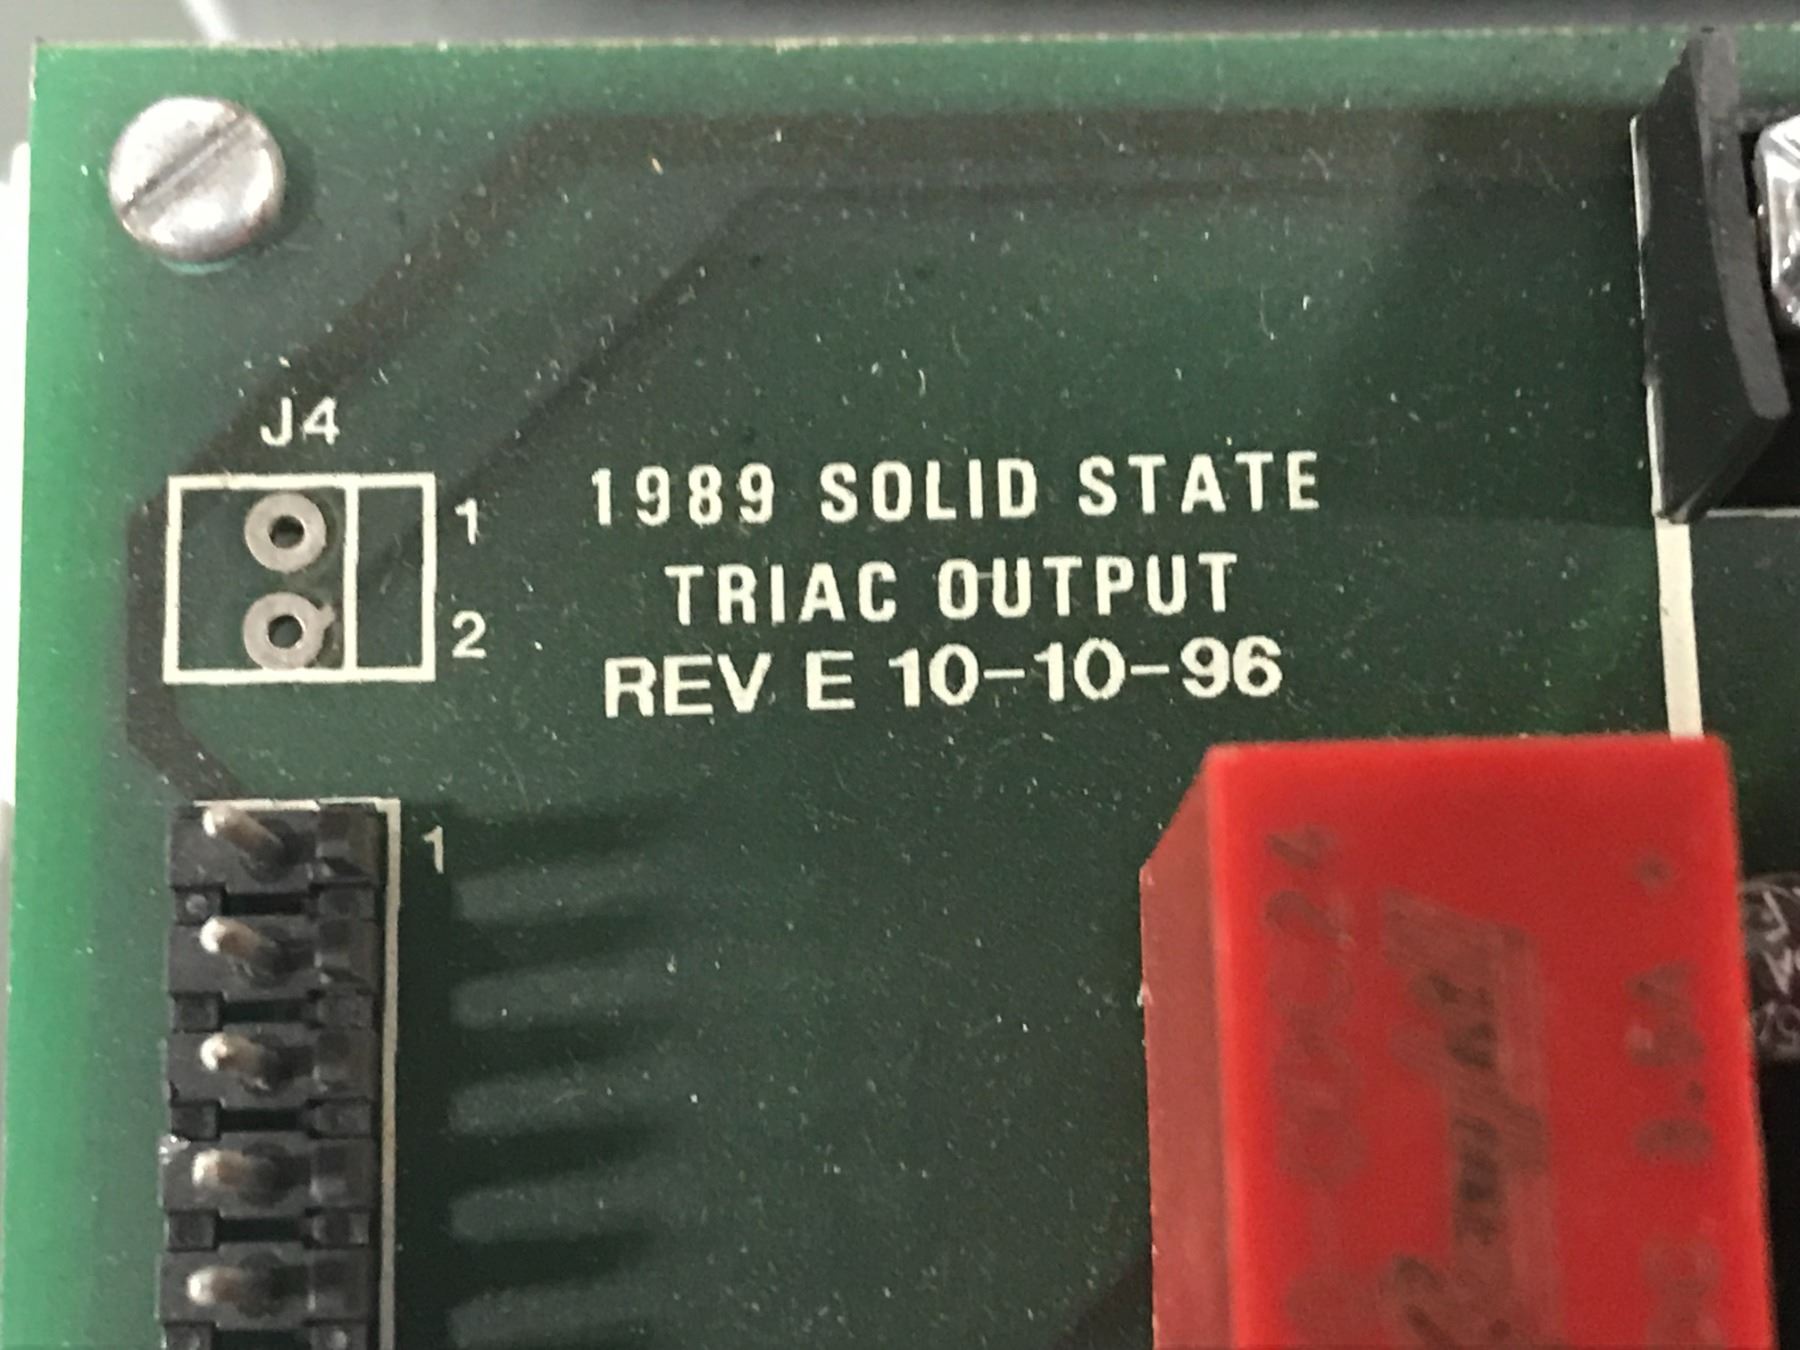 J4
1
2
1989 SOLID STATE
TRIAC OUTPUT
REV E 10-10-96
1